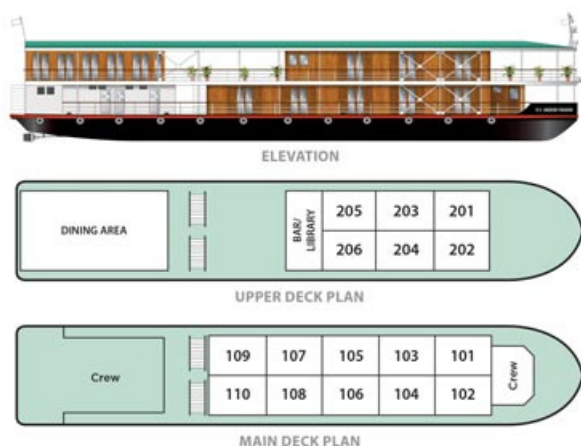 ELEVATION
DINING AREA
BAR/
LIBRARY
205 203 201
206 204 202
UPPER DECK PLAN
Crew
109 107 105 103 101
110 108 106 104 102
Crew
MAIN DECK PLAN